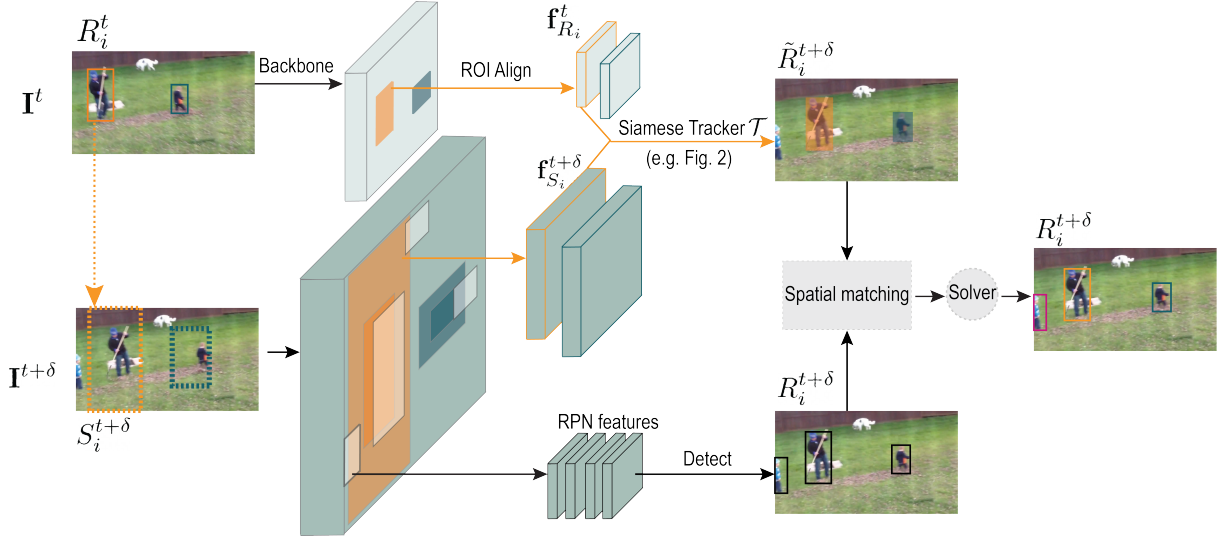 R_i^t
I^t
Backbone
ROI Align
f_{R_i}^t
Siamese Tracker 𝒯
(e.g. Fig. 2)
R̃_i^{t+δ}
f_{S_i}^{t+δ}
I^{t+δ}
S_i^{t+δ}
RPN features
Detect
R_i^{t+δ}
Spatial matching
Solver
R_i^{t+δ}